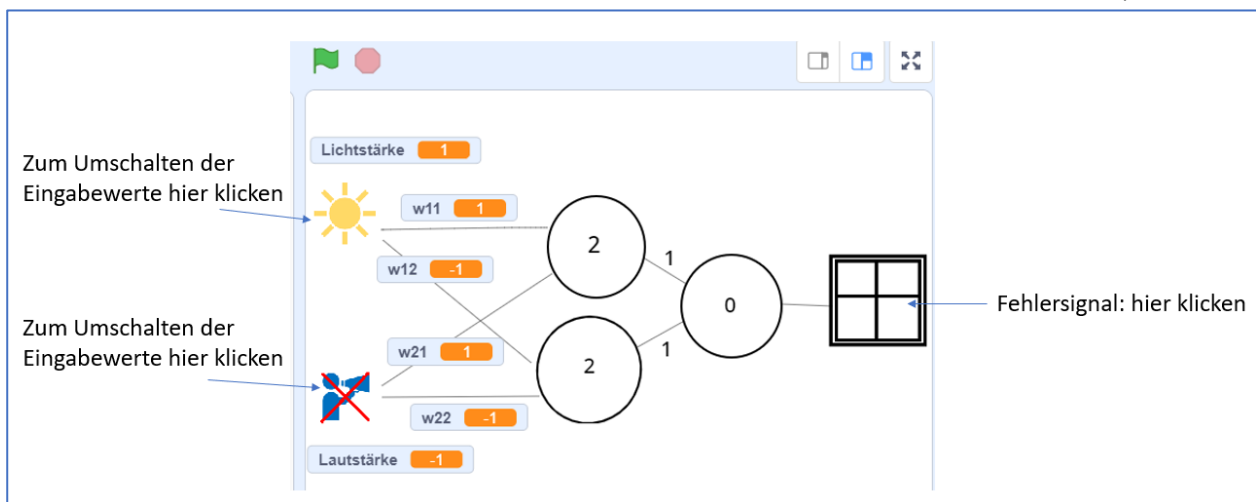 Lichtstärke 1
Zum Umschalten der
Eingabewerte hier klicken
w11 1
2
1
w12 -1
0
Fehlersignal: hier klicken
Zum Umschalten der
Eingabewerte hier klicken
w21 1
1
2
w22 -1
Lautstärke -1